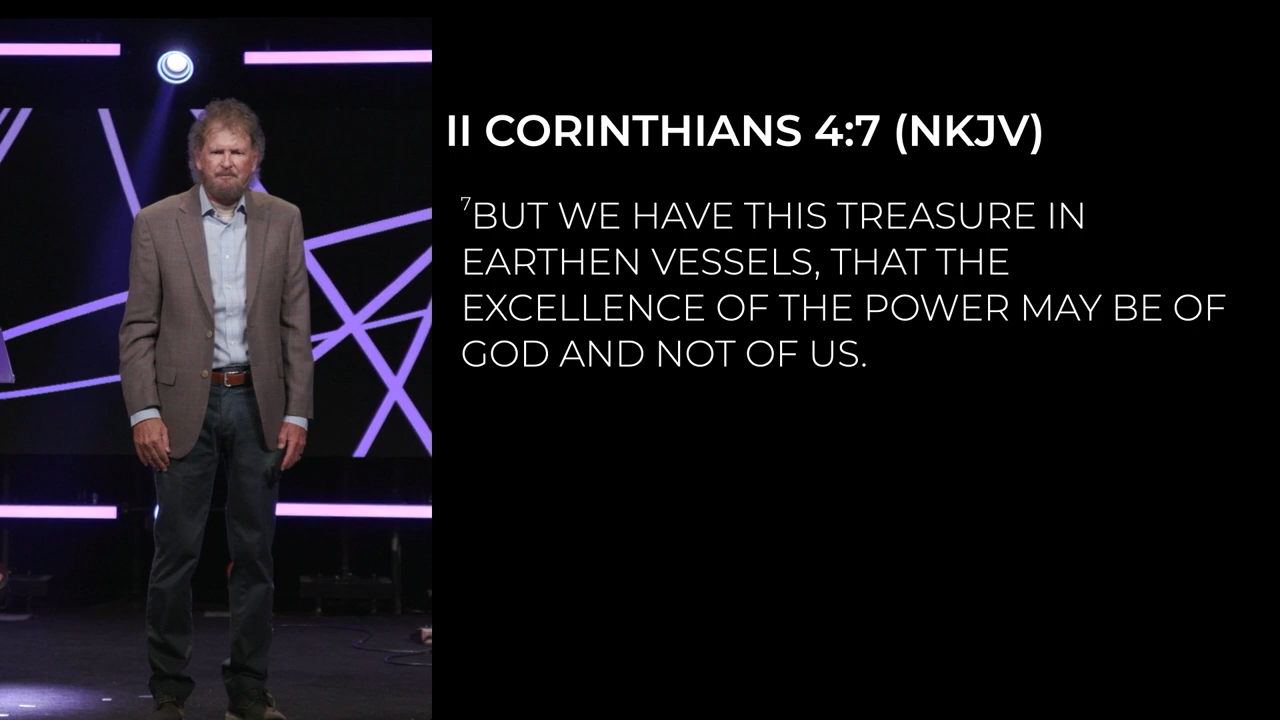 II CORINTHIANS 4:7 (NKJV)
⁷BUT WE HAVE THIS TREASURE IN
EARTHEN VESSELS, THAT THE
EXCELLENCE OF THE POWER MAY BE OF
GOD AND NOT OF US.